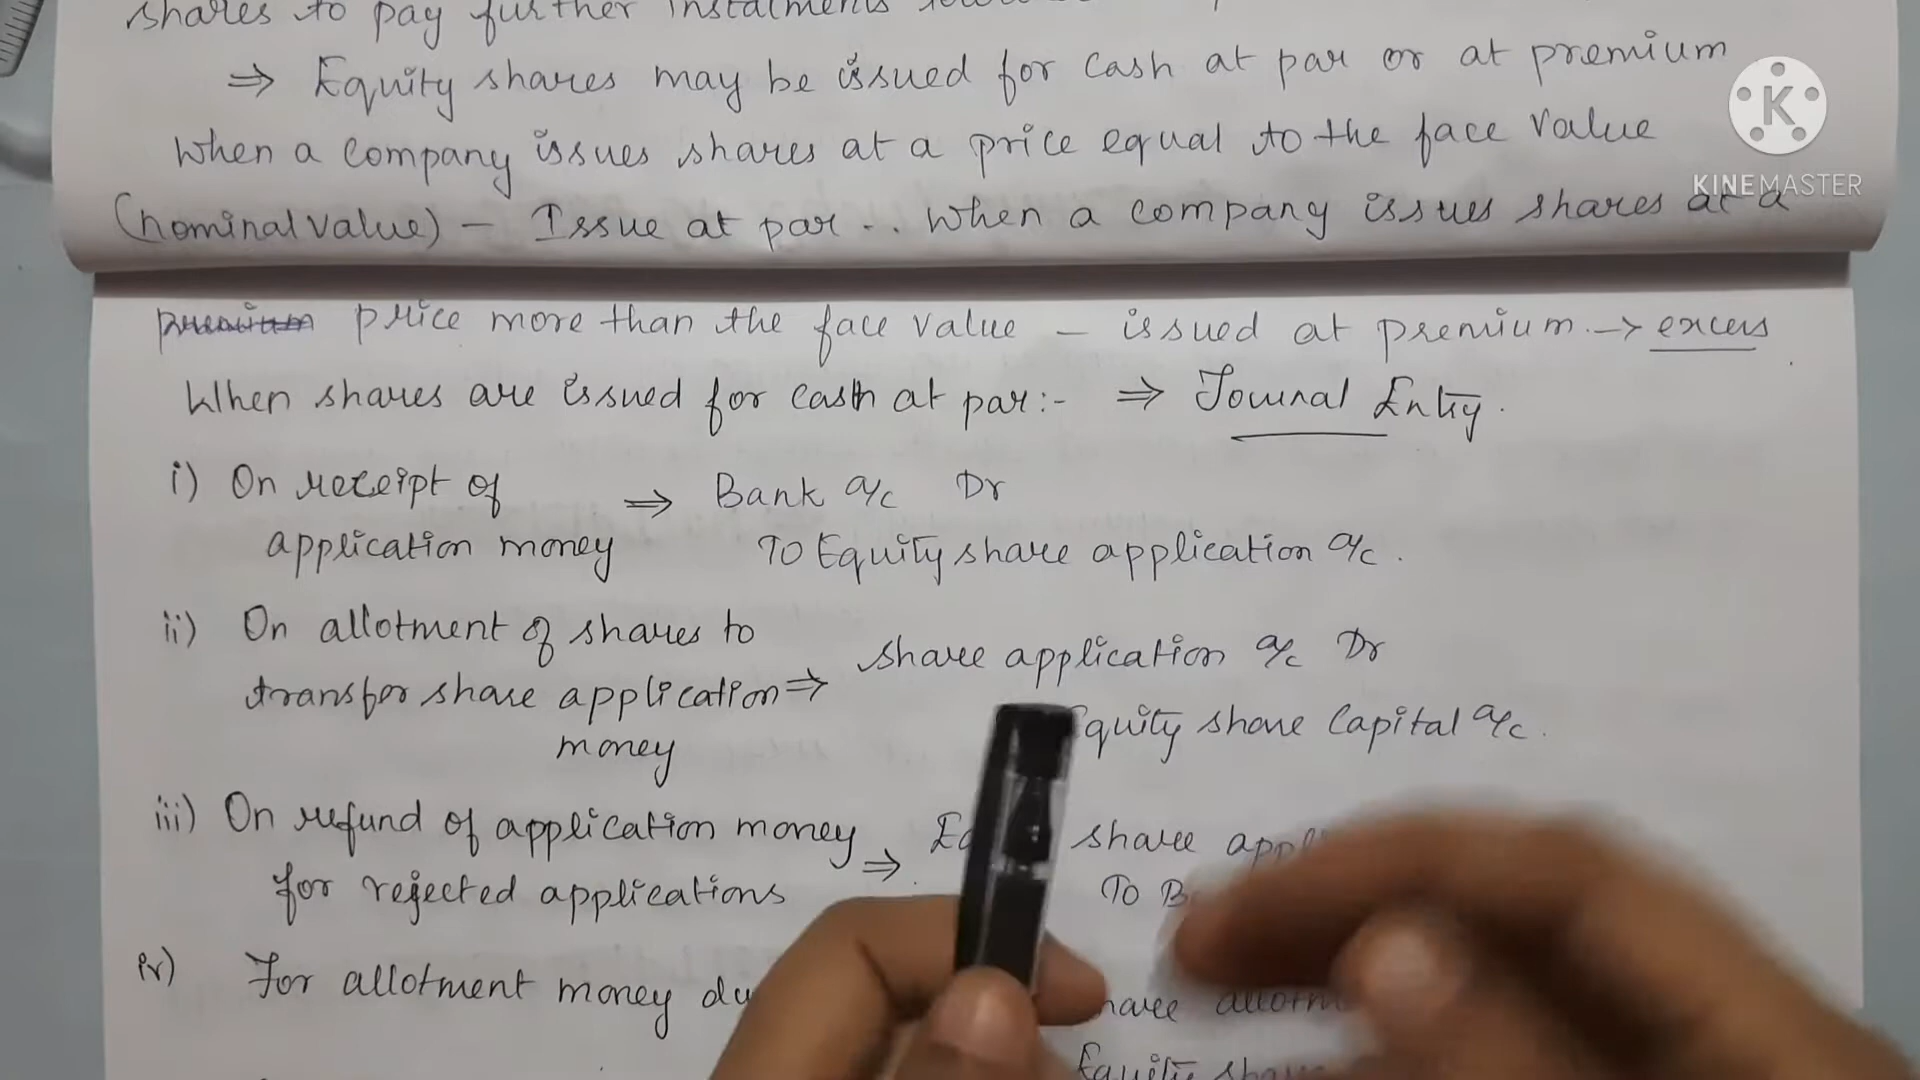 shares to pay further instalments
⇒ Equity shares may be issued for cash at par or at premium
When a company issues shares at a price equal to the face value
(nominal value) - Issue at par .. When a company issues shares at a
K
KINEMASTER
price more than the face value - issued at premium. → excess
When shares are issued for cash at par:- ⇒ Journal Entry.
i) On receipt of ⇒ Bank a/c Dr
application money To Equity share application a/c.
ii) On allotment of shares to
transfer share application ⇒ share application a/c Dr
money Equity share Capital a/c.
iii) On refund of application money ⇒ share
for rejected applications To
iv) For allotment money
Equity